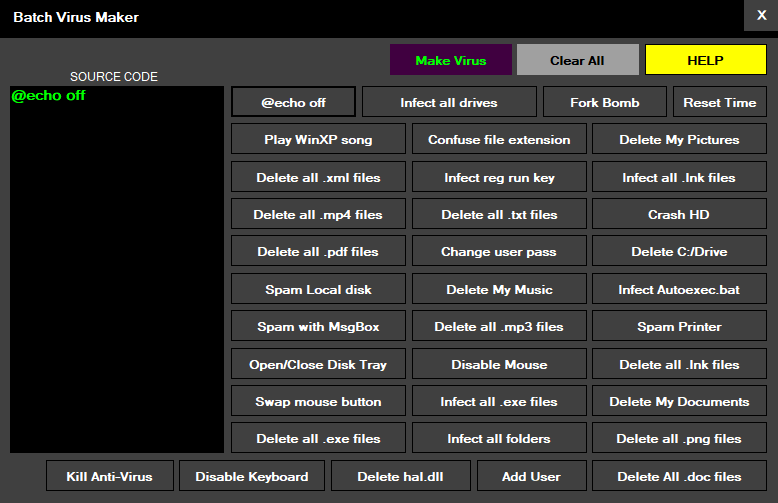 Batch Virus Maker
X
Make Virus
Clear All
HELP
SOURCE CODE
@echo off
@echo off
Infect all drives
Fork Bomb
Reset Time
Play WinXP song
Confuse file extension
Delete My Pictures
Delete all .xml files
Infect reg run key
Infect all .lnk files
Delete all .mp4 files
Delete all .txt files
Crash HD
Delete all .pdf files
Change user pass
Delete C:/Drive
Spam Local disk
Delete My Music
Infect Autoexec.bat
Spam with MsgBox
Delete all .mp3 files
Spam Printer
Open/Close Disk Tray
Disable Mouse
Delete all .lnk files
Swap mouse button
Infect all .exe files
Delete My Documents
Delete all .exe files
Infect all folders
Delete all .png files
Kill Anti-Virus
Disable Keyboard
Delete hal.dll
Add User
Delete All .doc files